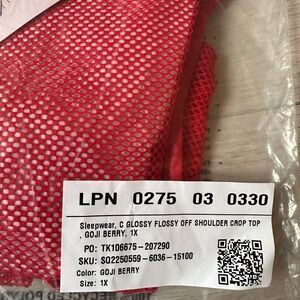 LPN 0275 03 0330
Sleepwear, C GLOSSY FLOSSY OFF SHOULDER CROP TOP
, GOJI BERRY, 1X
PO: TK106675-207290
SKU: SQ2250559-6036-15100
Color: GOJI BERRY
Size: 1X